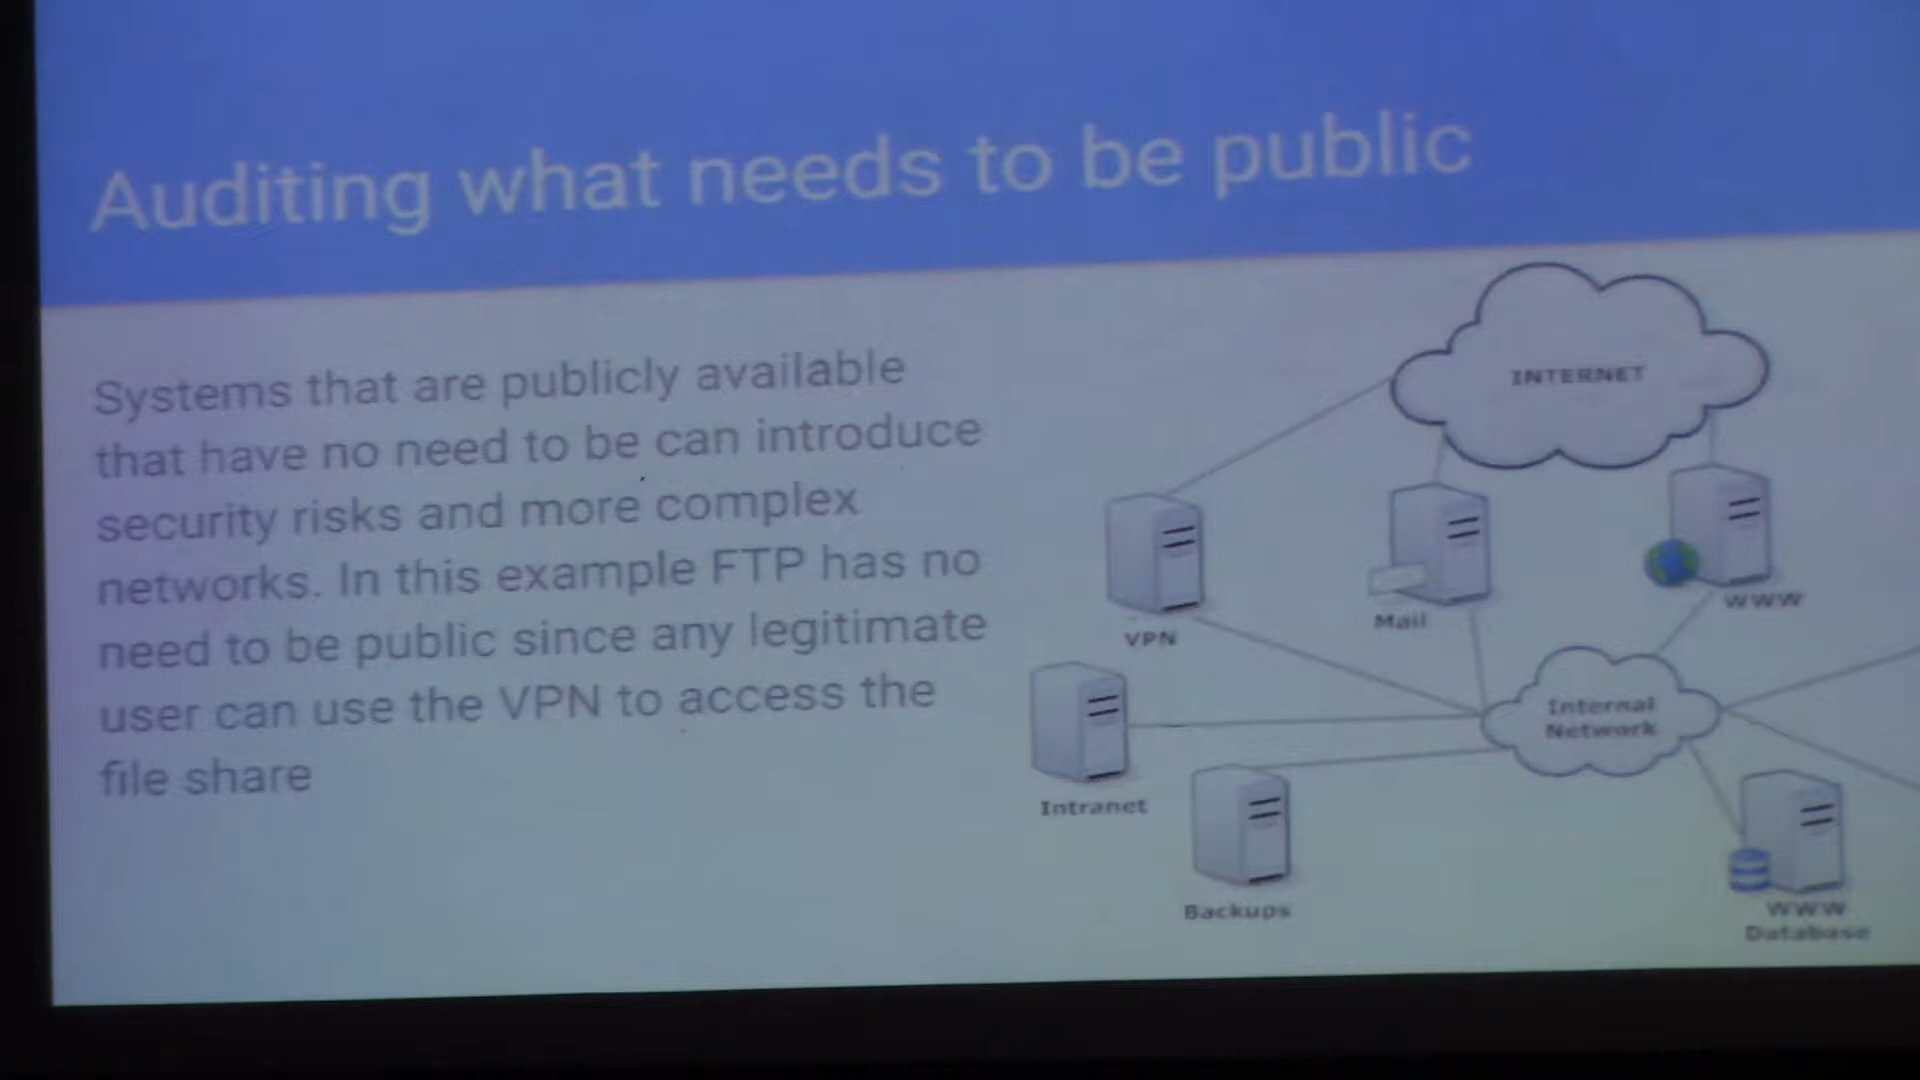 Auditing what needs to be public
Systems that are publicly available
that have no need to be can introduce
security risks and more complex
networks. In this example FTP has no
need to be public since any legitimate
user can use the VPN to access the
file share
INTERNET
VPN
Mail
WWW
Internal
Network
Intranet
Backups
WWW
Database